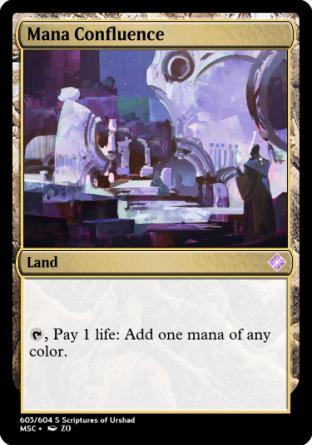 Mana Confluence
Land
, Pay 1 life: Add one mana of any
color.
603/604 S Scriptures of Urshad
MSC • ZO